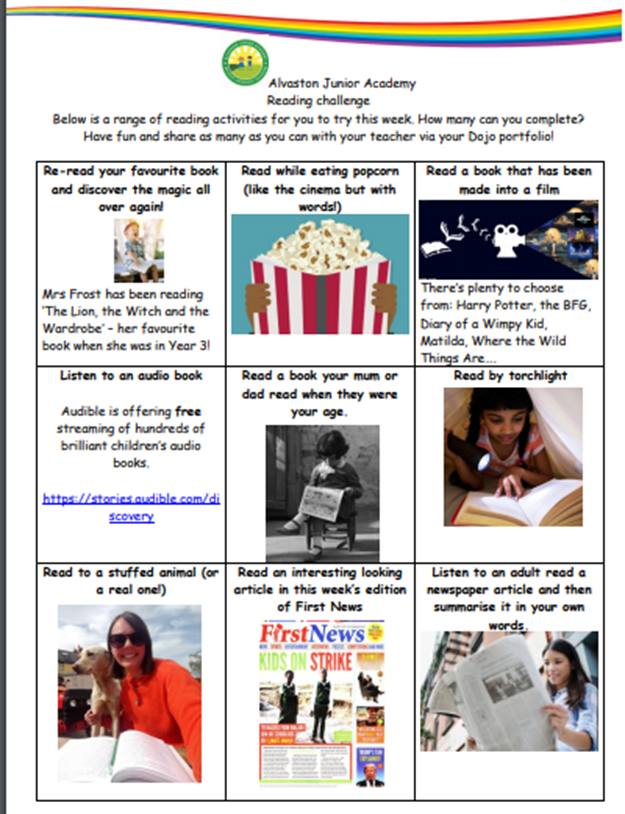 Alvaston Junior Academy
Reading challenge
Below is a range of reading activities for you to try this week. How many can you complete?
Have fun and share as many as you can with your teacher via your Dojo portfolio!
Re-read your favourite book
and discover the magic all
over again!
Mrs Frost has been reading
'The Lion, the Witch and the
Wardrobe' – her favourite
book when she was in Year 3!
Read while eating popcorn
(like the cinema but with
words!)
Read a book that has been
made into a film
There's plenty to choose
from: Harry Potter, the BFG,
Diary of a Wimpy Kid,
Matilda, Where the Wild
Things Are...
Listen to an audio book
Audible is offering free
streaming of hundreds of
brilliant children's audio
books.
https://stories.audible.com/di
scovery
Read a book your mum or
dad read when they were
your age.
Read by torchlight
Read to a stuffed animal (or
a real one!)
Read an interesting looking
article in this week's edition
of First News
FirstNews
KIDS ON STRIKE
Listen to an adult read a
newspaper article and then
summarise it in your own
words.